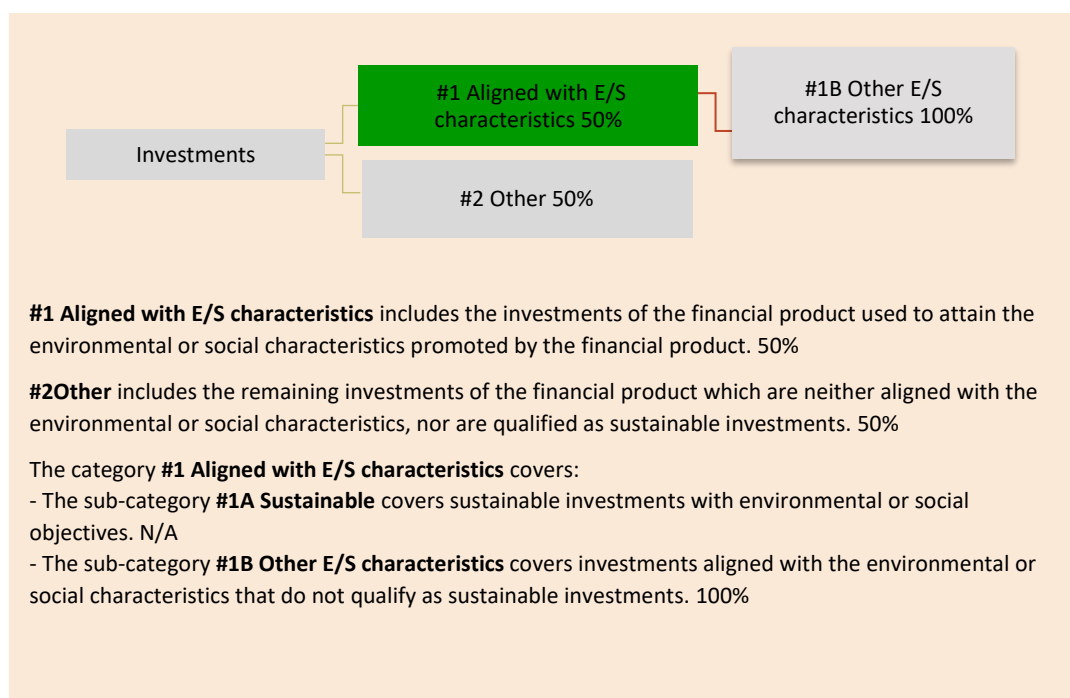 #1 Aligned with E/S
characteristics 50%
#1B Other E/S
characteristics 100%
Investments
#2 Other 50%
#1 Aligned with E/S characteristics includes the investments of the financial product used to attain the
environmental or social characteristics promoted by the financial product. 50%
#2Other includes the remaining investments of the financial product which are neither aligned with the
environmental or social characteristics, nor are qualified as sustainable investments. 50%
The category #1 Aligned with E/S characteristics covers:
- The sub-category #1A Sustainable covers sustainable investments with environmental or social
objectives. N/A
- The sub-category #1B Other E/S characteristics covers investments aligned with the environmental or
social characteristics that do not qualify as sustainable investments. 100%